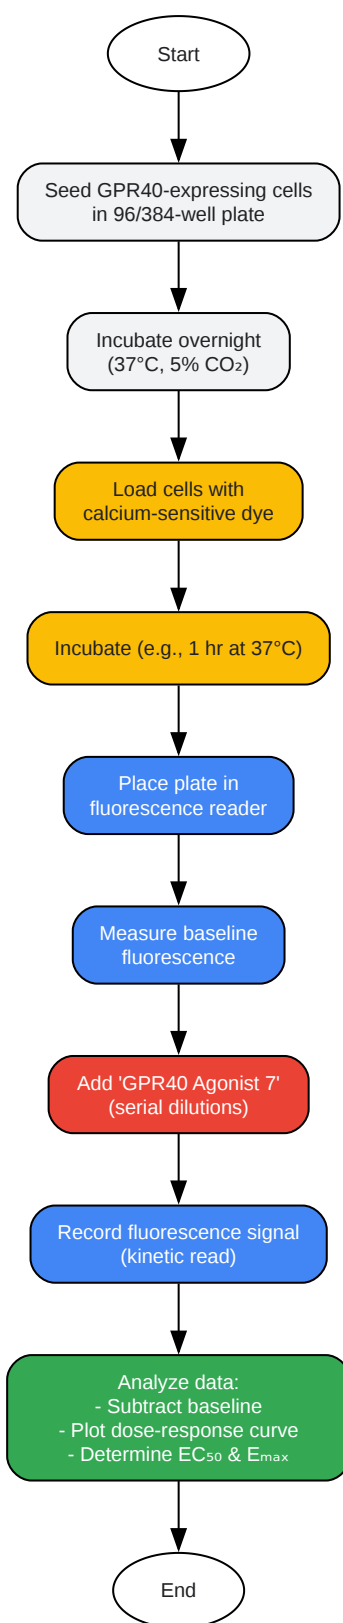 Start
Seed GPR40-expressing cells
in 96/384-well plate
Incubate overnight
(37°C, 5% CO₂)
Load cells with
calcium-sensitive dye
Incubate (e.g., 1 hr at 37°C)
Place plate in
fluorescence reader
Measure baseline
fluorescence
Add 'GPR40 Agonist 7'
(serial dilutions)
Record fluorescence signal
(kinetic read)
Analyze data:
- Subtract baseline
- Plot dose-response curve
- Determine EC₅₀ & Eₘₐₓ
End